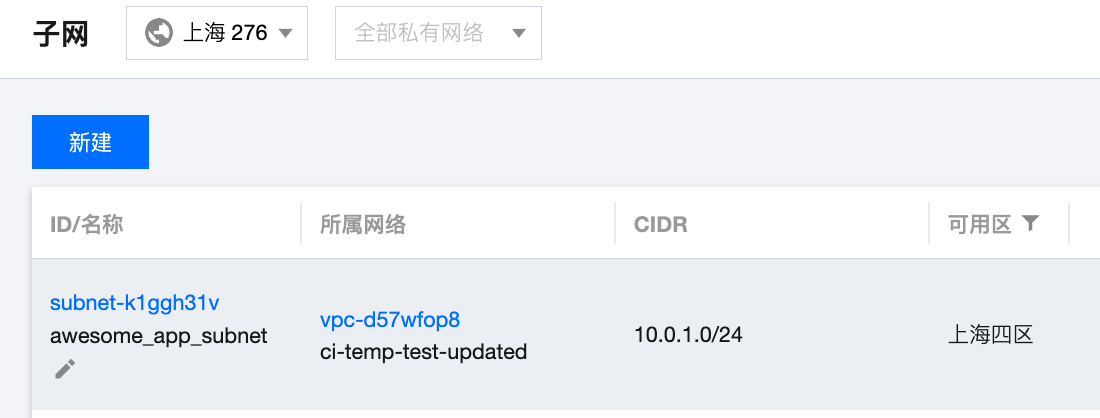 子网 上海 276 全部私有网络
新建
ID/名称 所属网络 CIDR 可用区
subnet-k1ggh31v
awesome_app_subnet
vpc-d57wfop8
ci-temp-test-updated
10.0.1.0/24
上海四区